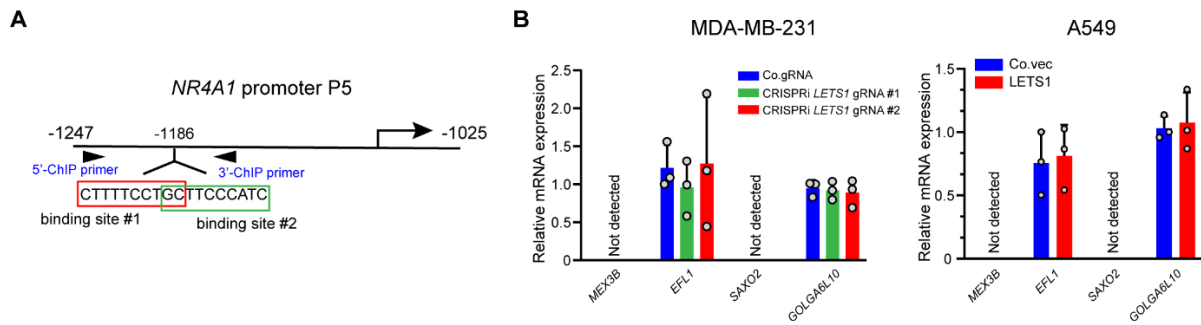 A
NR4A1 promoter P5
-1247
-1186
-1025
5'-ChIP primer
3'-ChIP primer
CTTTTCCTGCTTCCCATC
binding site #1
binding site #2
B
MDA-MB-231
Relative mRNA expression
2.5
2.0
1.5
1.0
0.5
0
Co.gRNA
CRISPRi LETS1 gRNA #1
CRISPRi LETS1 gRNA #2
Not detected
Not detected
MEX3B
EFL1
SAXO2
GOLGA6L10
A549
Relative mRNA expression
1.5
1.0
0.5
0
Co.vec
LETS1
Not detected
Not detected
MEX3B
EFL1
SAXO2
GOLGA6L10